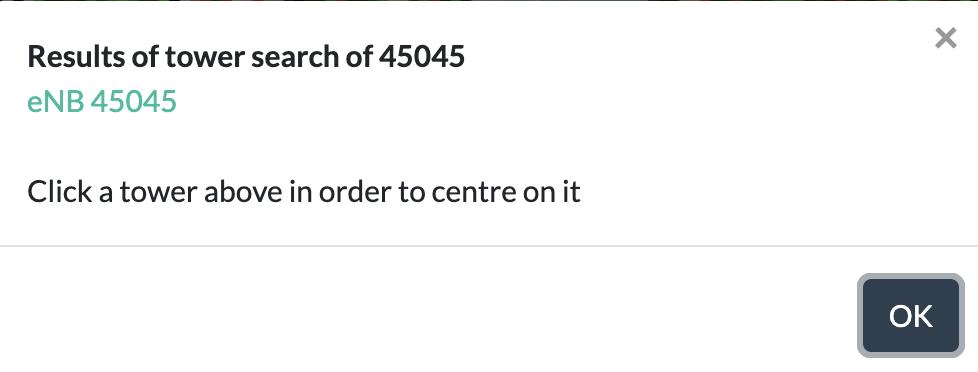 Results of tower search of 45045
eNB 45045
Click a tower above in order to centre on it
OK